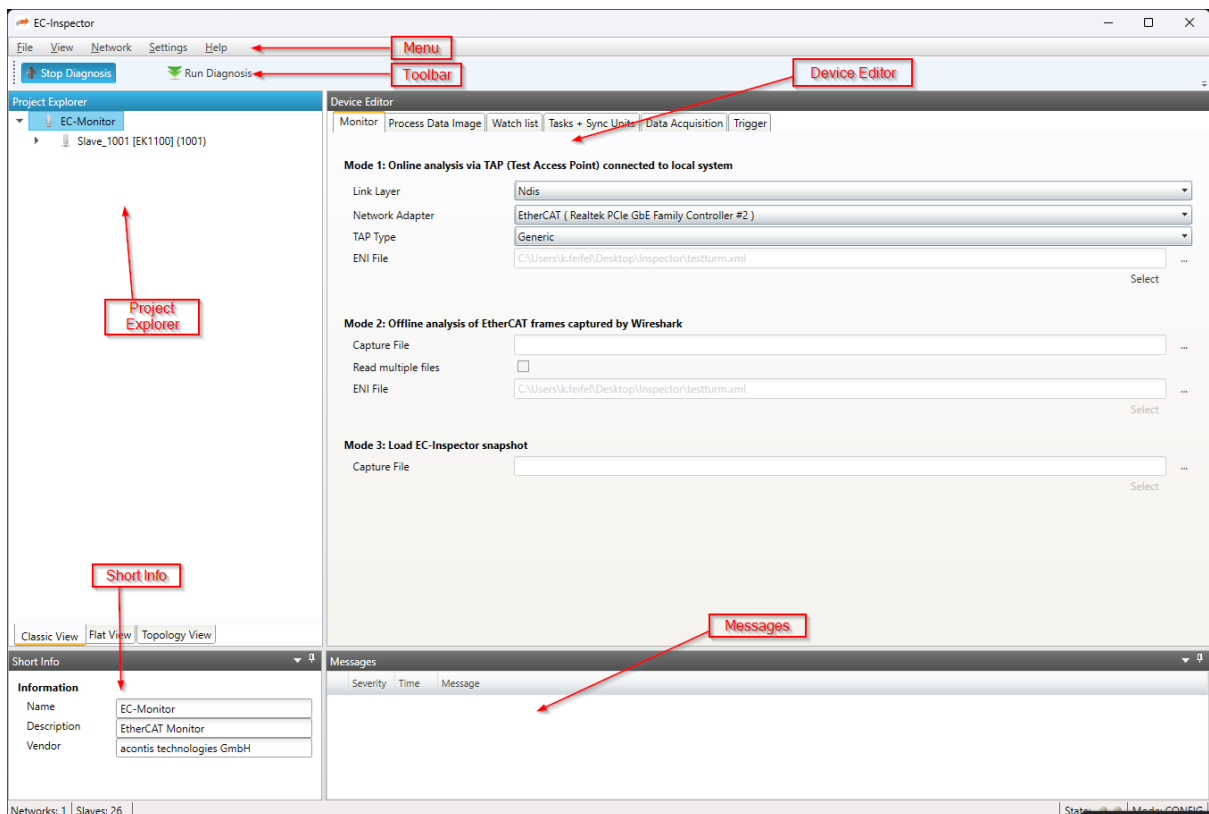 EC-Inspector
File View Network Settings Help
Menu
Stop Diagnosis Run Diagnosis
Toolbar
Device Editor
Project Explorer
EC-Monitor
Slave_1001 [EK1100] (1001)
Project
Explorer
Short Info
Classic View Flat View Topology View
Device Editor
Monitor Process Data Image Watch list Tasks + Sync Units Data Acquisition Trigger
Mode 1: Online analysis via TAP (Test Access Point) connected to local system
Link Layer Ndis
Network Adapter EtherCAT ( Realtek PCIe GbE Family Controller #2 )
TAP Type Generic
ENI File C:\Users\k.feifel\Desktop\Inspector\testturm.xml ...
Select
Mode 2: Offline analysis of EtherCAT frames captured by Wireshark
Capture File ...
Read multiple files
ENI File C:\Users\k.feifel\Desktop\Inspector\testturm.xml ...
Select
Mode 3: Load EC-Inspector snapshot
Capture File ...
Select
Messages
Short Info
Information
Name EC-Monitor
Description EtherCAT Monitor
Vendor acontis technologies GmbH
Messages
Severity Time Message
Networks: 1 Slaves: 26
State: Mode: CONFIG